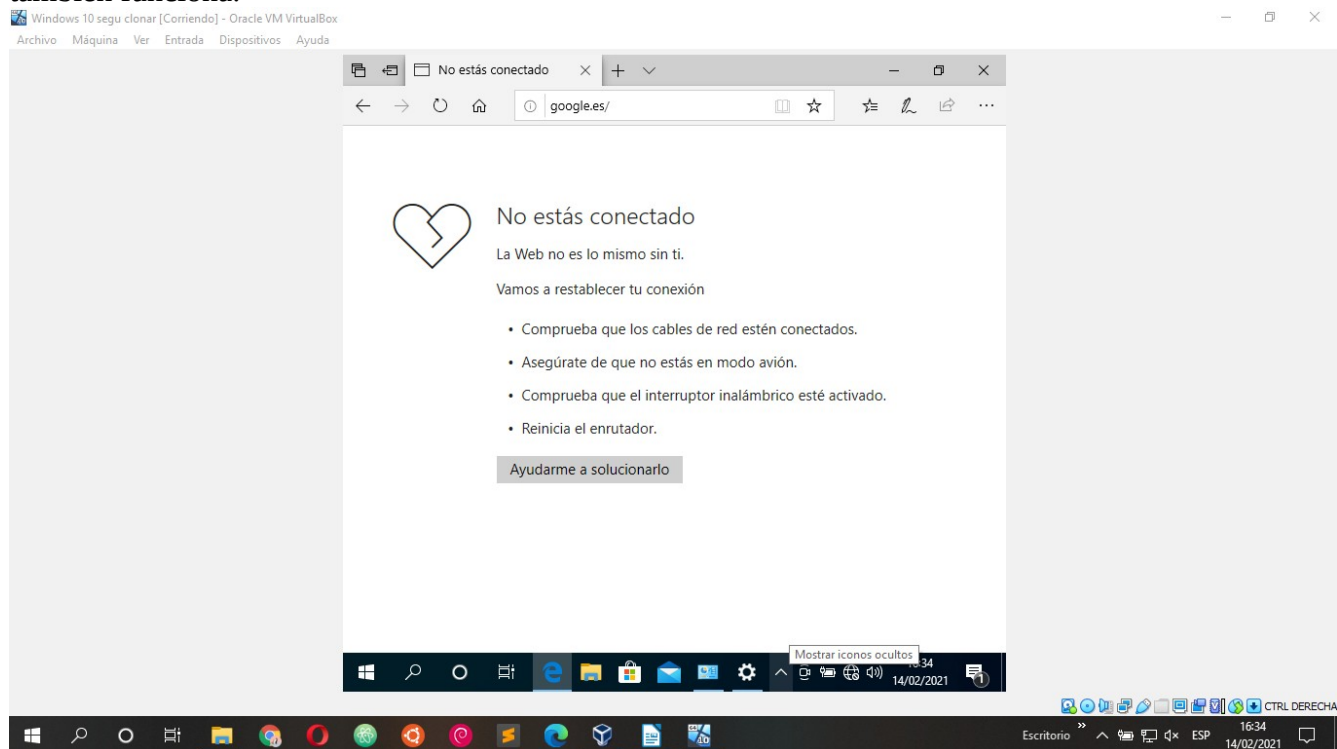 también funciona.
Windows 10 segu clonar [Corriendo] - Oracle VM VirtualBox
Archivo Máquina Ver Entrada Dispositivos Ayuda
No estás conectado
google.es/
No estás conectado
La Web no es lo mismo sin ti.
Vamos a restablecer tu conexión
• Comprueba que los cables de red estén conectados.
• Asegúrate de que no estás en modo avión.
• Comprueba que el interruptor inalámbrico esté activado.
• Reinicia el enrutador.
Ayudarme a solucionarlo
Mostrar iconos ocultos
34
14/02/2021
1
CTRL DERECHA
Escritorio
ESP
16:34
14/02/2021